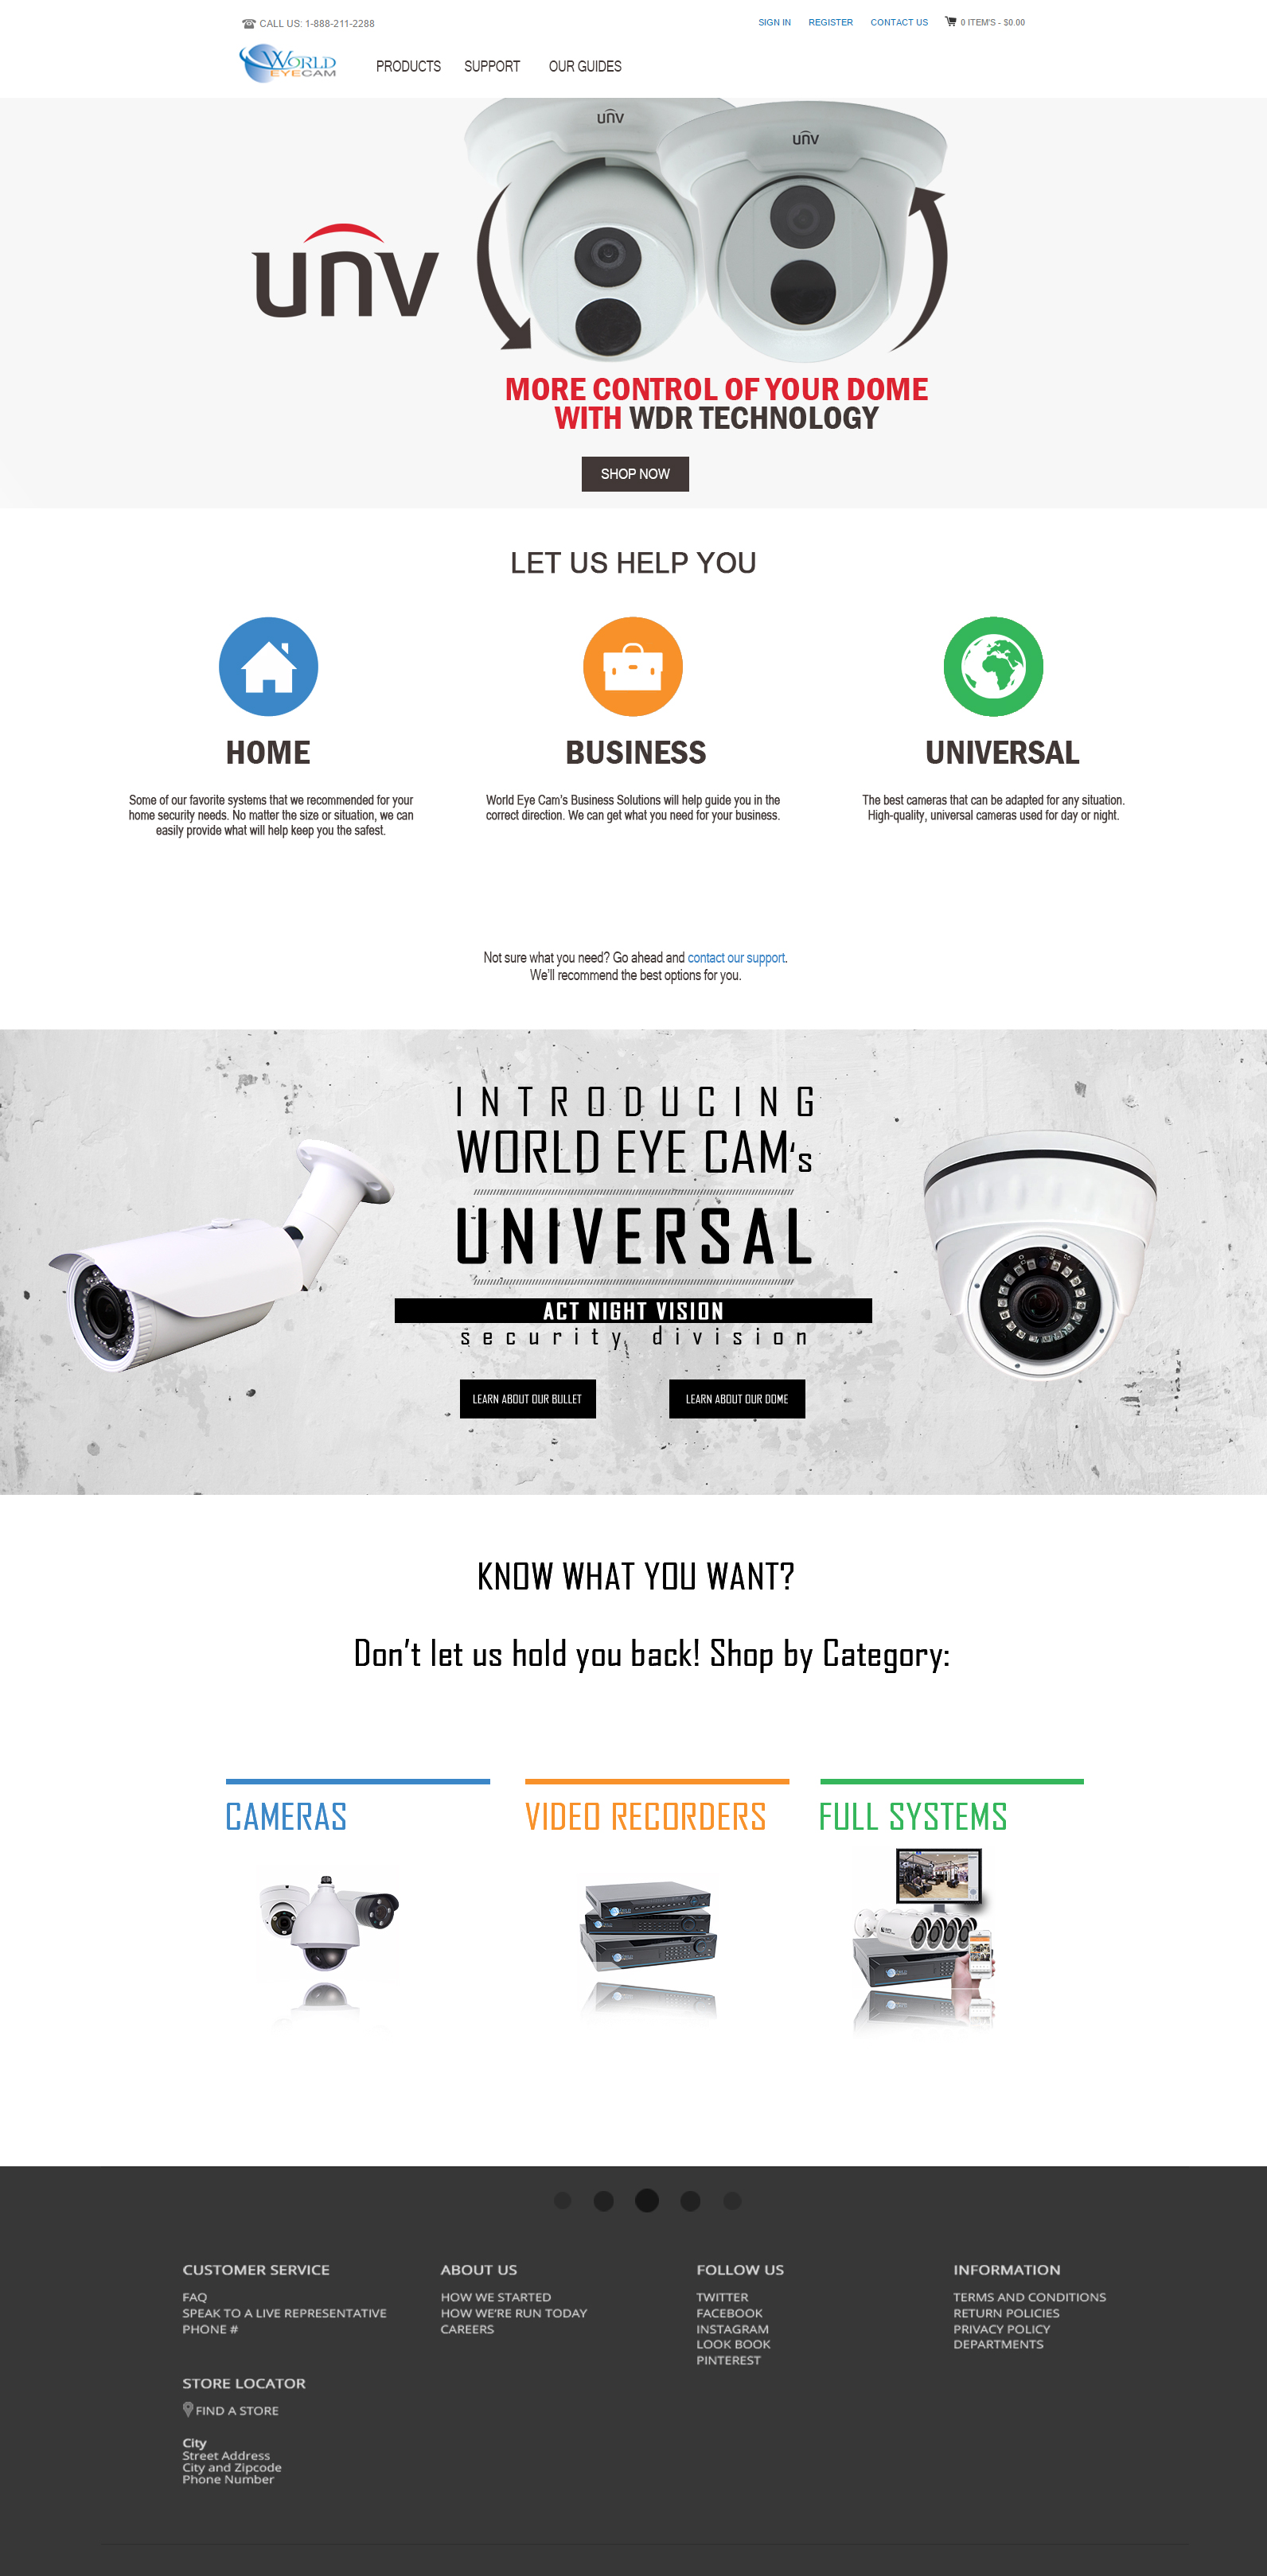 CALL US: 1-888-211-2288
SIGN IN REGISTER CONTACT US 0 ITEM'S - $0.00
WORLD
EYECAM
PRODUCTS SUPPORT OUR GUIDES
unv
unv
unv
MORE CONTROL OF YOUR DOME
WITH WDR TECHNOLOGY
SHOP NOW
LET US HELP YOU
HOME
Some of our favorite systems that we recommended for your
home security needs. No matter the size or situation, we can
easily provide what will help keep you the safest.
BUSINESS
World Eye Cam's Business Solutions will help guide you in the
correct direction. We can get what you need for your business.
UNIVERSAL
The best cameras that can be adapted for any situation.
High-quality, universal cameras used for day or night.
Not sure what you need? Go ahead and contact our support.
We'll recommend the best options for you.
INTRODUCING
WORLD EYE CAM's
UNIVERSAL
ACT NIGHT VISION
security division
LEARN ABOUT OUR BULLET
LEARN ABOUT OUR DOME
KNOW WHAT YOU WANT?
Don't let us hold you back! Shop by Category:
CAMERAS
VIDEO RECORDERS
FULL SYSTEMS
CUSTOMER SERVICE
FAQ
SPEAK TO A LIVE REPRESENTATIVE
PHONE #
ABOUT US
HOW WE STARTED
HOW WE'RE RUN TODAY
CAREERS
FOLLOW US
TWITTER
FACEBOOK
INSTAGRAM
LOOK BOOK
PINTEREST
INFORMATION
TERMS AND CONDITIONS
RETURN POLICIES
PRIVACY POLICY
DEPARTMENTS
STORE LOCATOR
FIND A STORE
City
Street Address
City and Zipcode
Phone Number